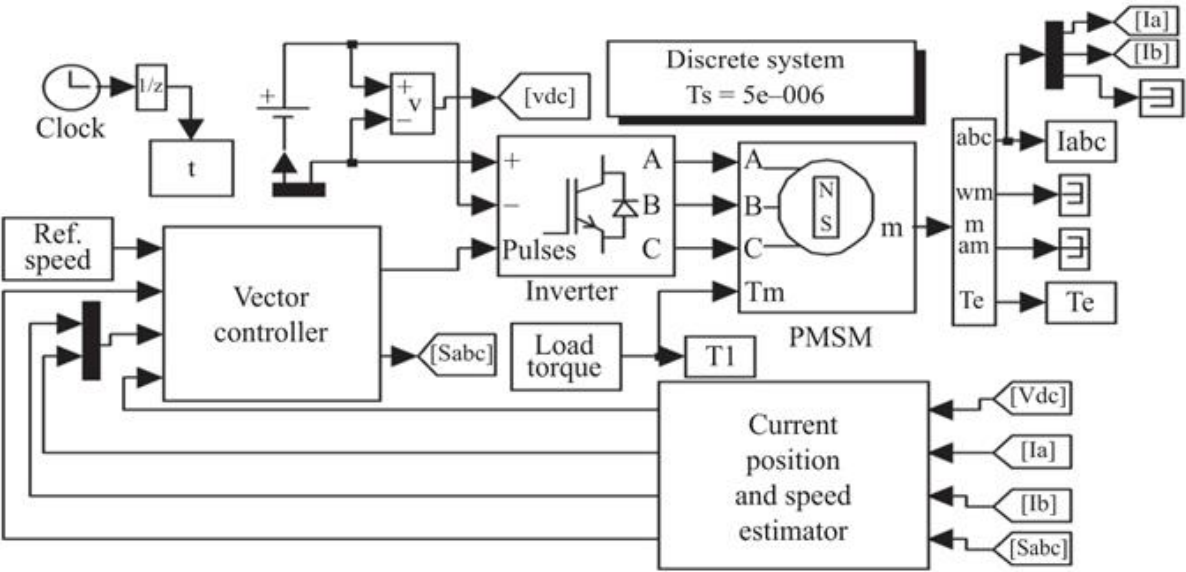 [Ia]
[Ib]
Clock
1/z
t
+
+
v
−
[vdc]
Discrete system
Ts = 5e–006
+
−
Pulses
A
B
C
Inverter
A
B
C
Tm
N
S
m
PMSM
abc
wm
m
am
Te
Iabc
Te
Ref.
speed
Vector
controller
[Sabc]
Load
torque
T1
Current
position
and speed
estimator
[Vdc]
[Ia]
[Ib]
[Sabc]